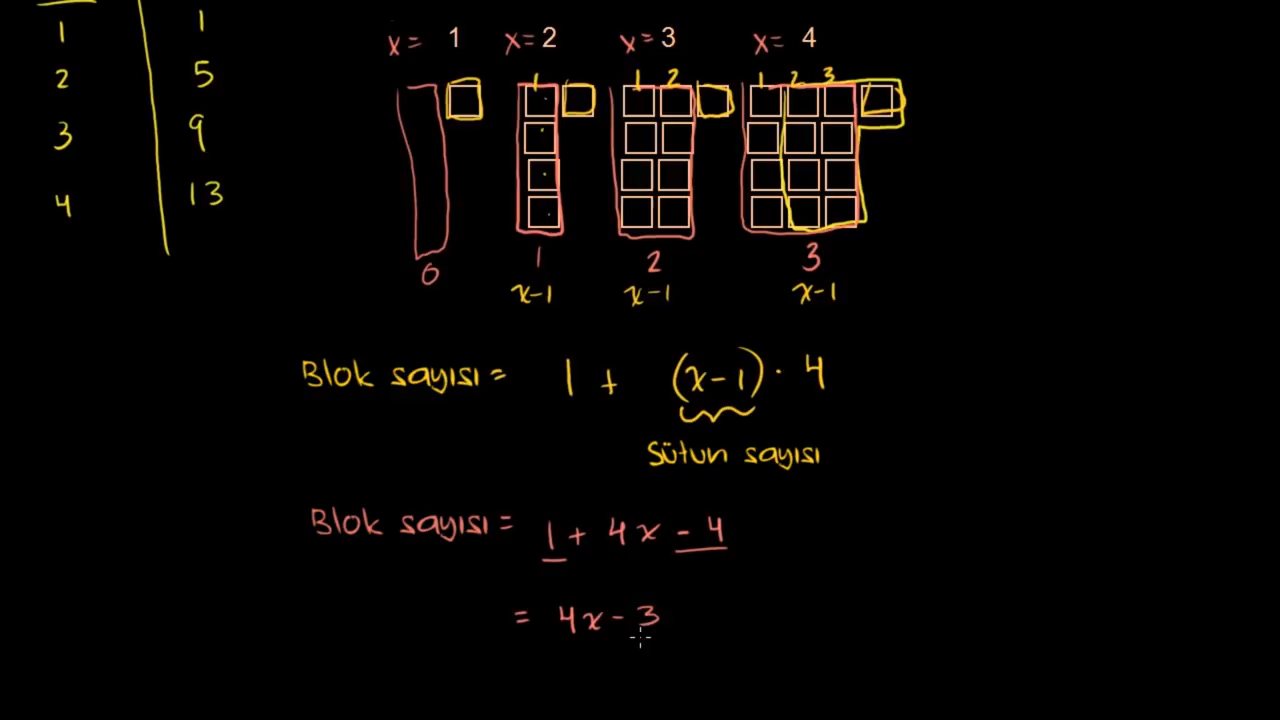 x= 1 x=2 x=3 x= 4
1 1
2 5
3 9
4 13
1 1 2 1 2 3
0 1 2 3
x-1 x-1 x-1
Blok sayısı = 1 + (x-1) · 4
Sütun sayısı
Blok sayısı = 1 + 4x - 4
= 4x - 3